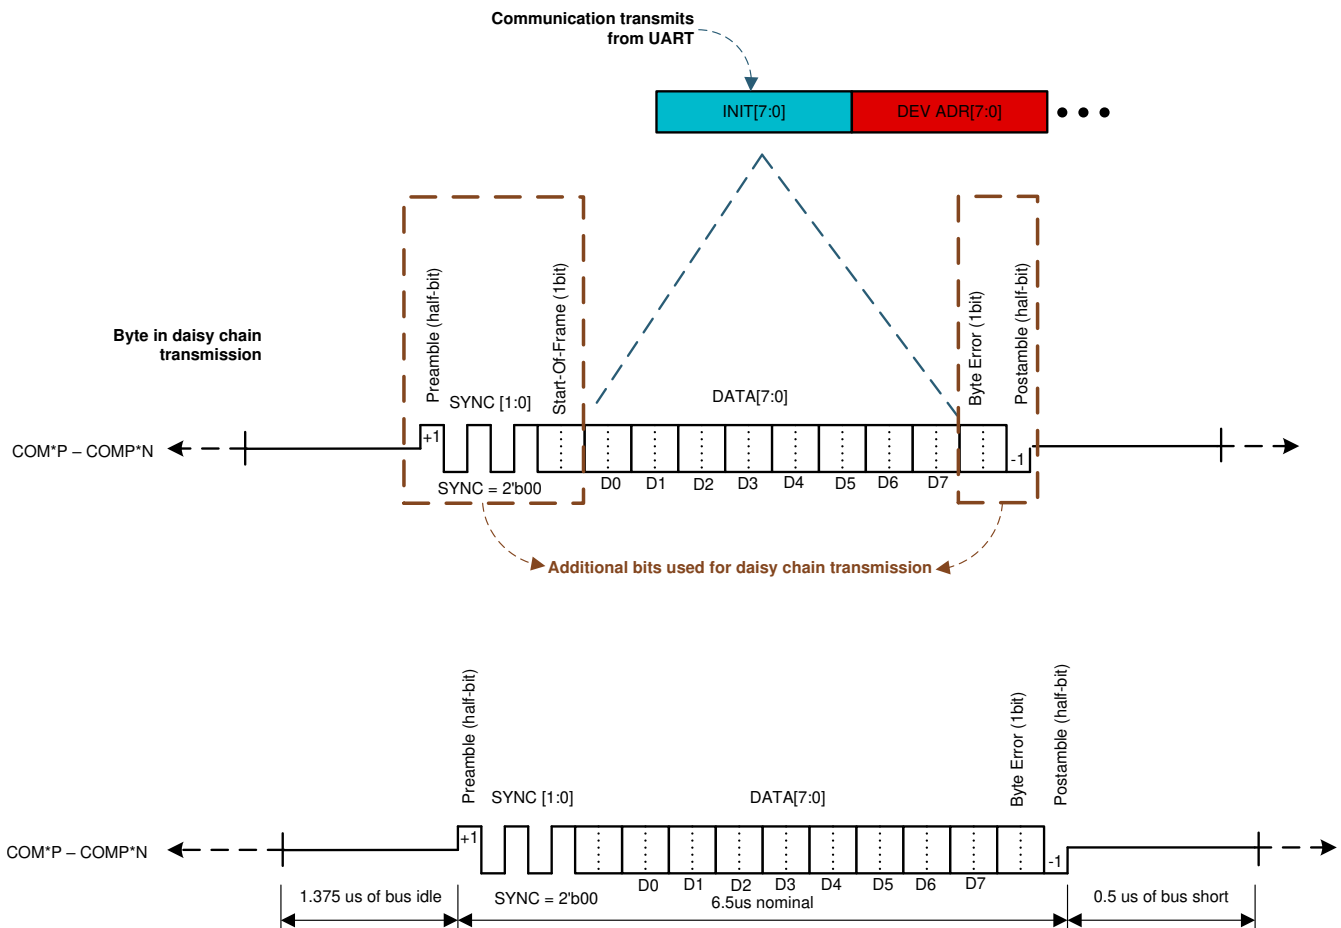 Communication transmits
from UART
INIT[7:0]
DEV ADR[7:0]
Preamble (half-bit)
Start-Of-Frame (1bit)
Byte Error (1bit)
Postamble (half-bit)
Byte in daisy chain
transmission
SYNC [1:0]
DATA[7:0]
COM*P – COMP*N
+1
-1
SYNC = 2'b00
D0
D1
D2
D3
D4
D5
D6
D7
Additional bits used for daisy chain transmission
Preamble (half-bit)
Byte Error (1bit)
Postamble (half-bit)
SYNC [1:0]
DATA[7:0]
COM*P – COMP*N
+1
-1
D0
D1
D2
D3
D4
D5
D6
D7
1.375 us of bus idle
SYNC = 2'b00
6.5us nominal
0.5 us of bus short